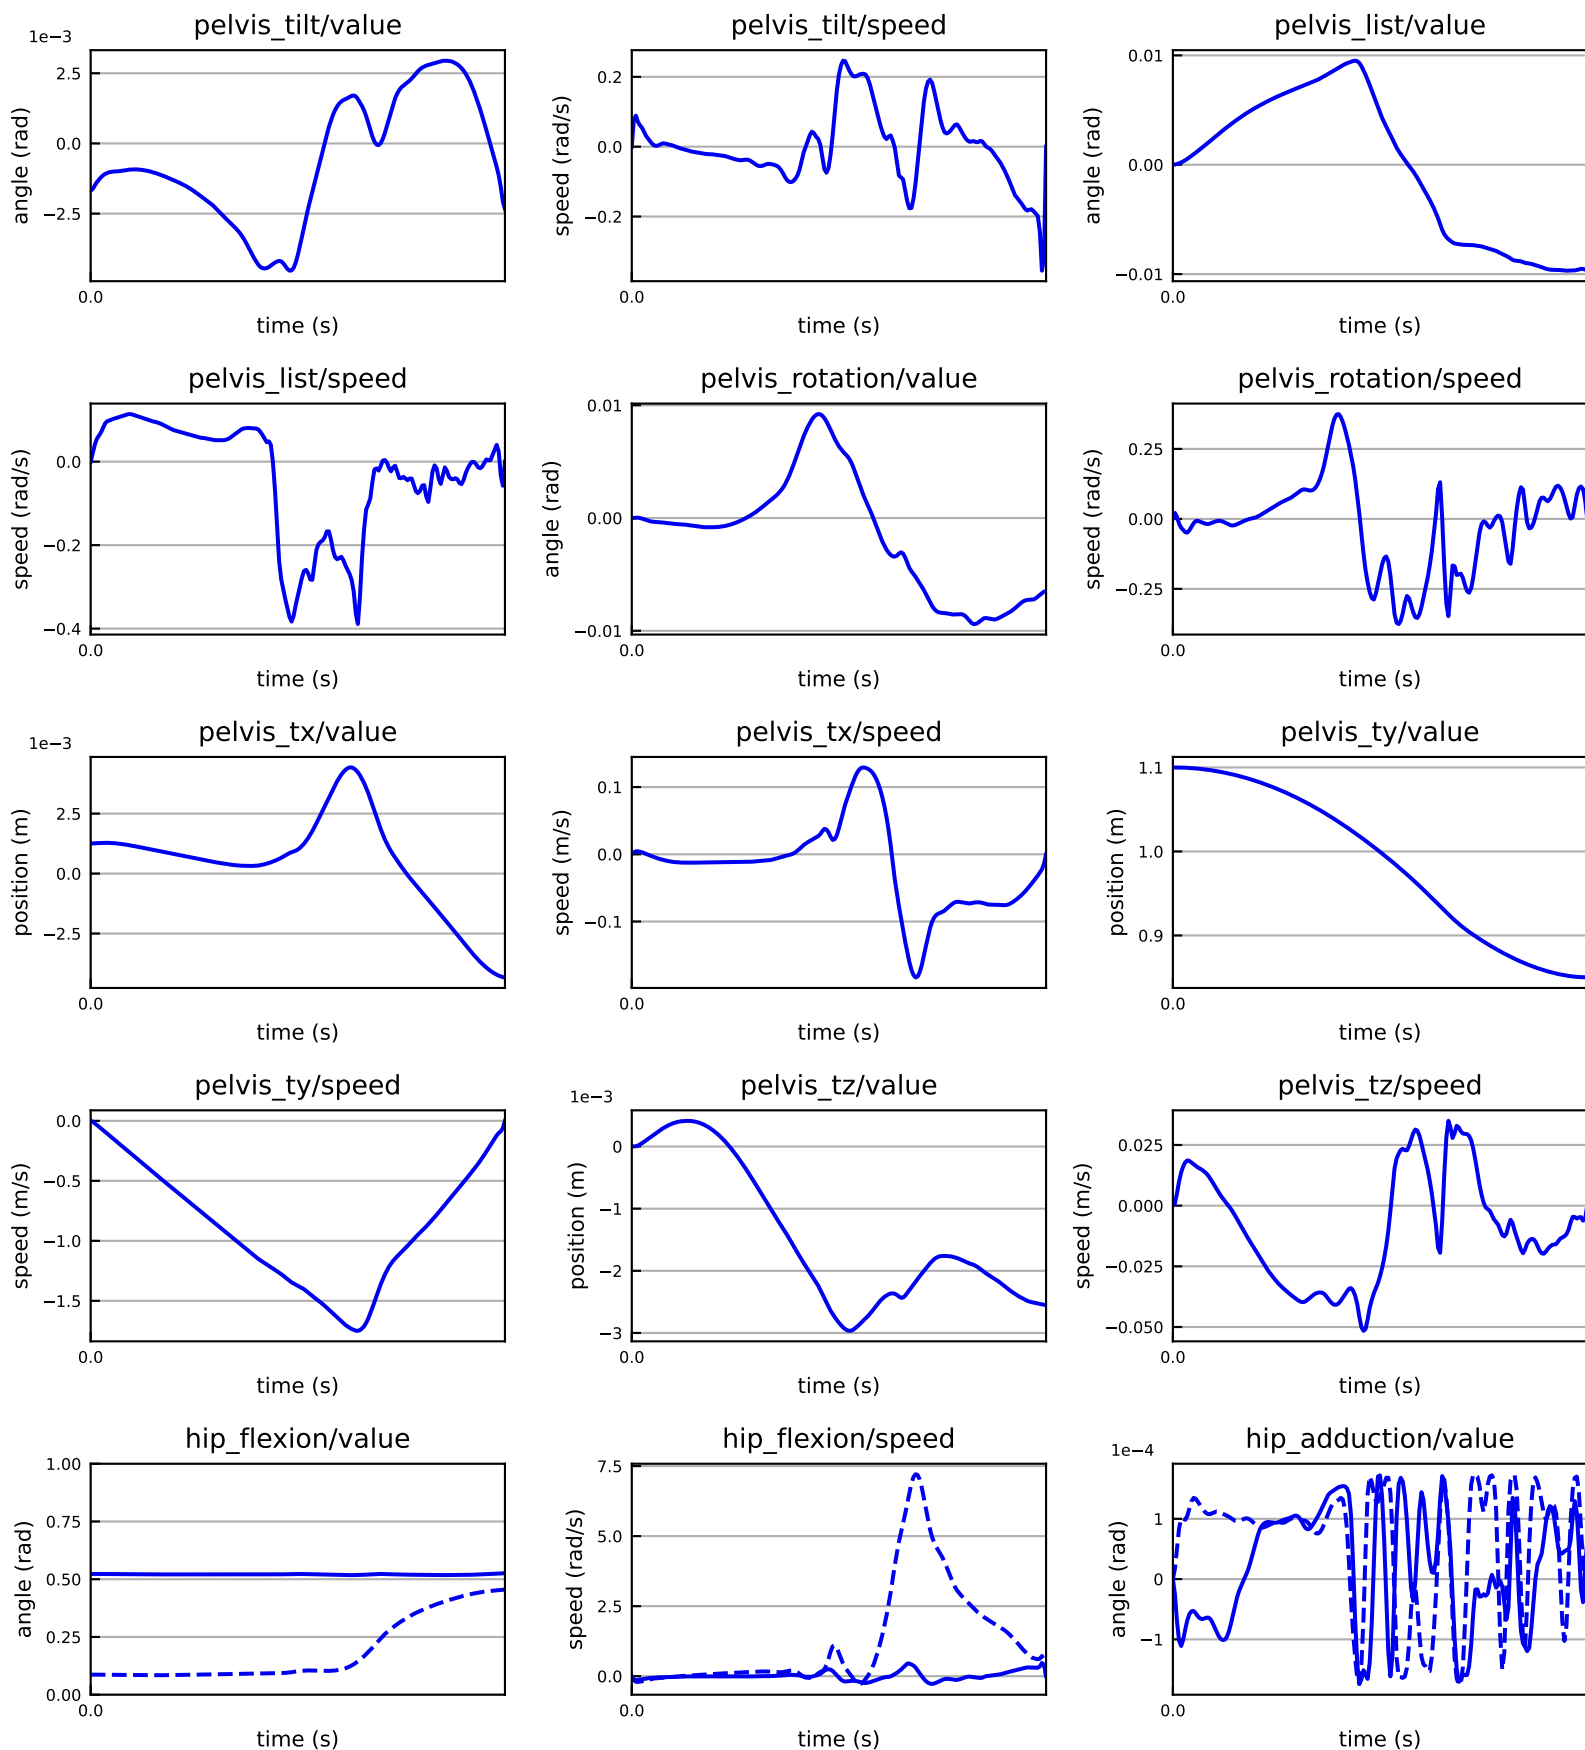 pelvis_tilt/value
1e−3
2.5
0.0
−2.5
angle (rad)
0.0
time (s)
pelvis_tilt/speed
0.2
0.0
−0.2
speed (rad/s)
0.0
time (s)
pelvis_list/value
0.01
0.00
−0.01
angle (rad)
0.0
time (s)
pelvis_list/speed
0.0
−0.2
−0.4
speed (rad/s)
0.0
time (s)
pelvis_rotation/value
0.01
0.00
−0.01
angle (rad)
0.0
time (s)
pelvis_rotation/speed
0.25
0.00
−0.25
speed (rad/s)
0.0
time (s)
pelvis_tx/value
1e−3
2.5
0.0
−2.5
position (m)
0.0
time (s)
pelvis_tx/speed
0.1
0.0
−0.1
speed (m/s)
0.0
time (s)
pelvis_ty/value
1.1
1.0
0.9
position (m)
0.0
time (s)
pelvis_ty/speed
0.0
−0.5
−1.0
−1.5
speed (m/s)
0.0
time (s)
pelvis_tz/value
1e−3
0
−1
−2
−3
position (m)
0.0
time (s)
pelvis_tz/speed
0.025
0.000
−0.025
−0.050
speed (m/s)
0.0
time (s)
hip_flexion/value
1.00
0.75
0.50
0.25
0.00
angle (rad)
0.0
time (s)
hip_flexion/speed
7.5
5.0
2.5
0.0
speed (rad/s)
0.0
time (s)
hip_adduction/value
1e−4
1
0
−1
angle (rad)
0.0
time (s)